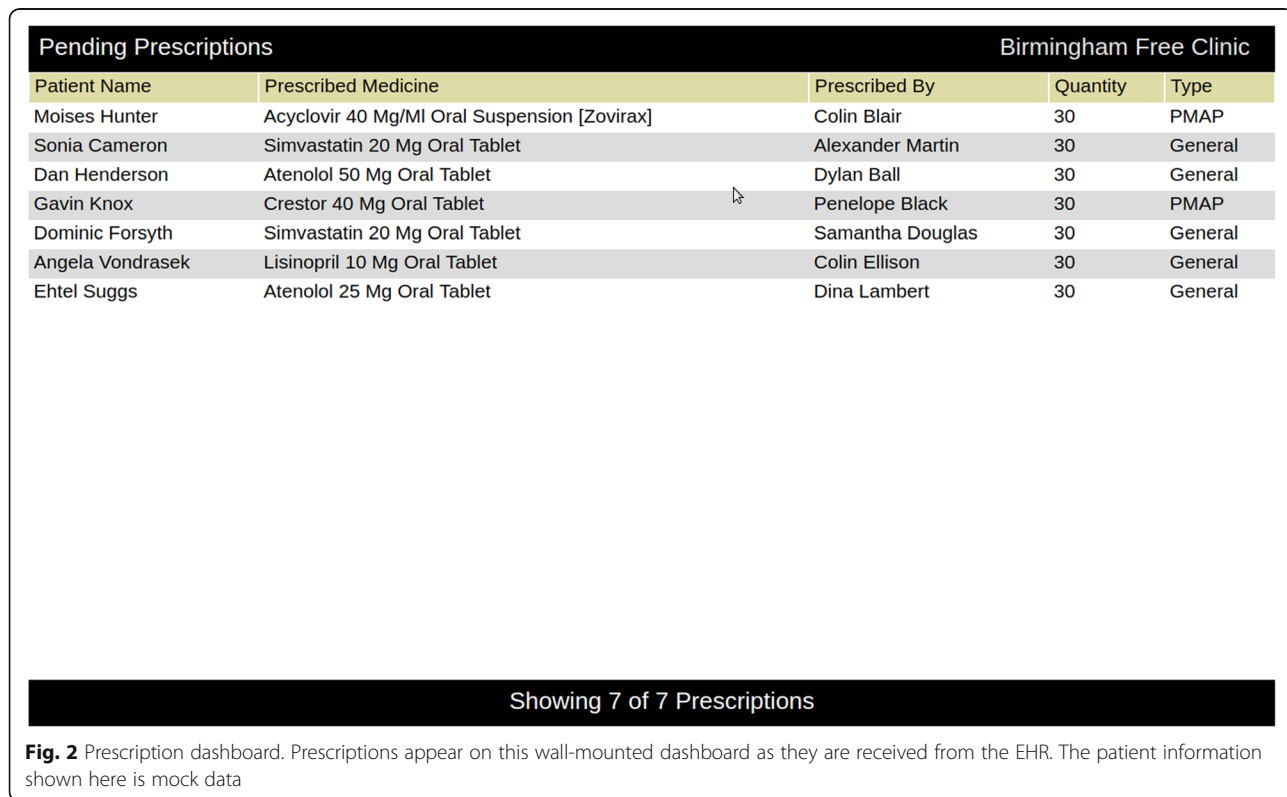 Pending Prescriptions Birmingham Free Clinic
Patient Name Prescribed Medicine Prescribed By Quantity Type
Moises Hunter Acyclovir 40 Mg/Ml Oral Suspension [Zovirax] Colin Blair 30 PMAP
Sonia Cameron Simvastatin 20 Mg Oral Tablet Alexander Martin 30 General
Dan Henderson Atenolol 50 Mg Oral Tablet Dylan Ball 30 General
Gavin Knox Crestor 40 Mg Oral Tablet Penelope Black 30 PMAP
Dominic Forsyth Simvastatin 20 Mg Oral Tablet Samantha Douglas 30 General
Angela Vondrasek Lisinopril 10 Mg Oral Tablet Colin Ellison 30 General
Ehtel Suggs Atenolol 25 Mg Oral Tablet Dina Lambert 30 General
Showing 7 of 7 Prescriptions
Fig. 2 Prescription dashboard. Prescriptions appear on this wall-mounted dashboard as they are received from the EHR. The patient information
shown here is mock data